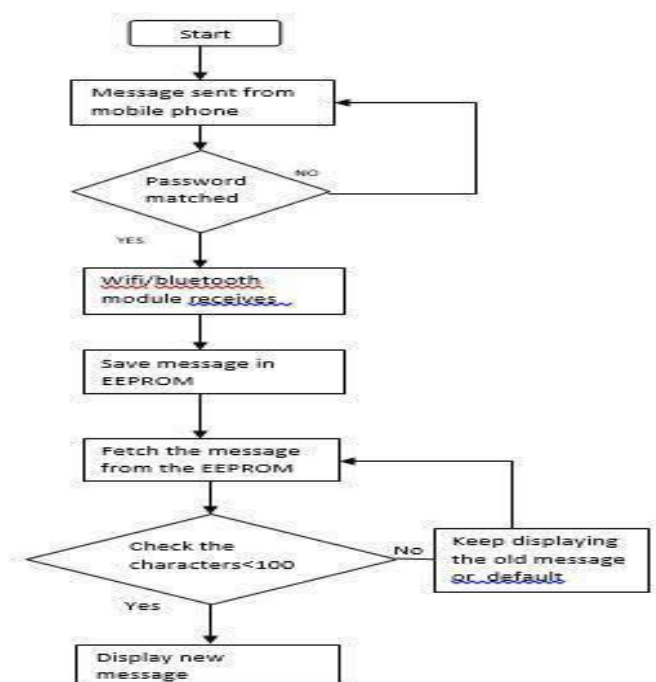 Start
Message sent from
mobile phone
NO
Password
matched
YES
Wifi/bluetooth
module receives
Save message in
EEPROM
Fetch the message
from the EEPROM
Check the
characters<100
No
Keep displaying
the old message
or default
Yes
Display new
message